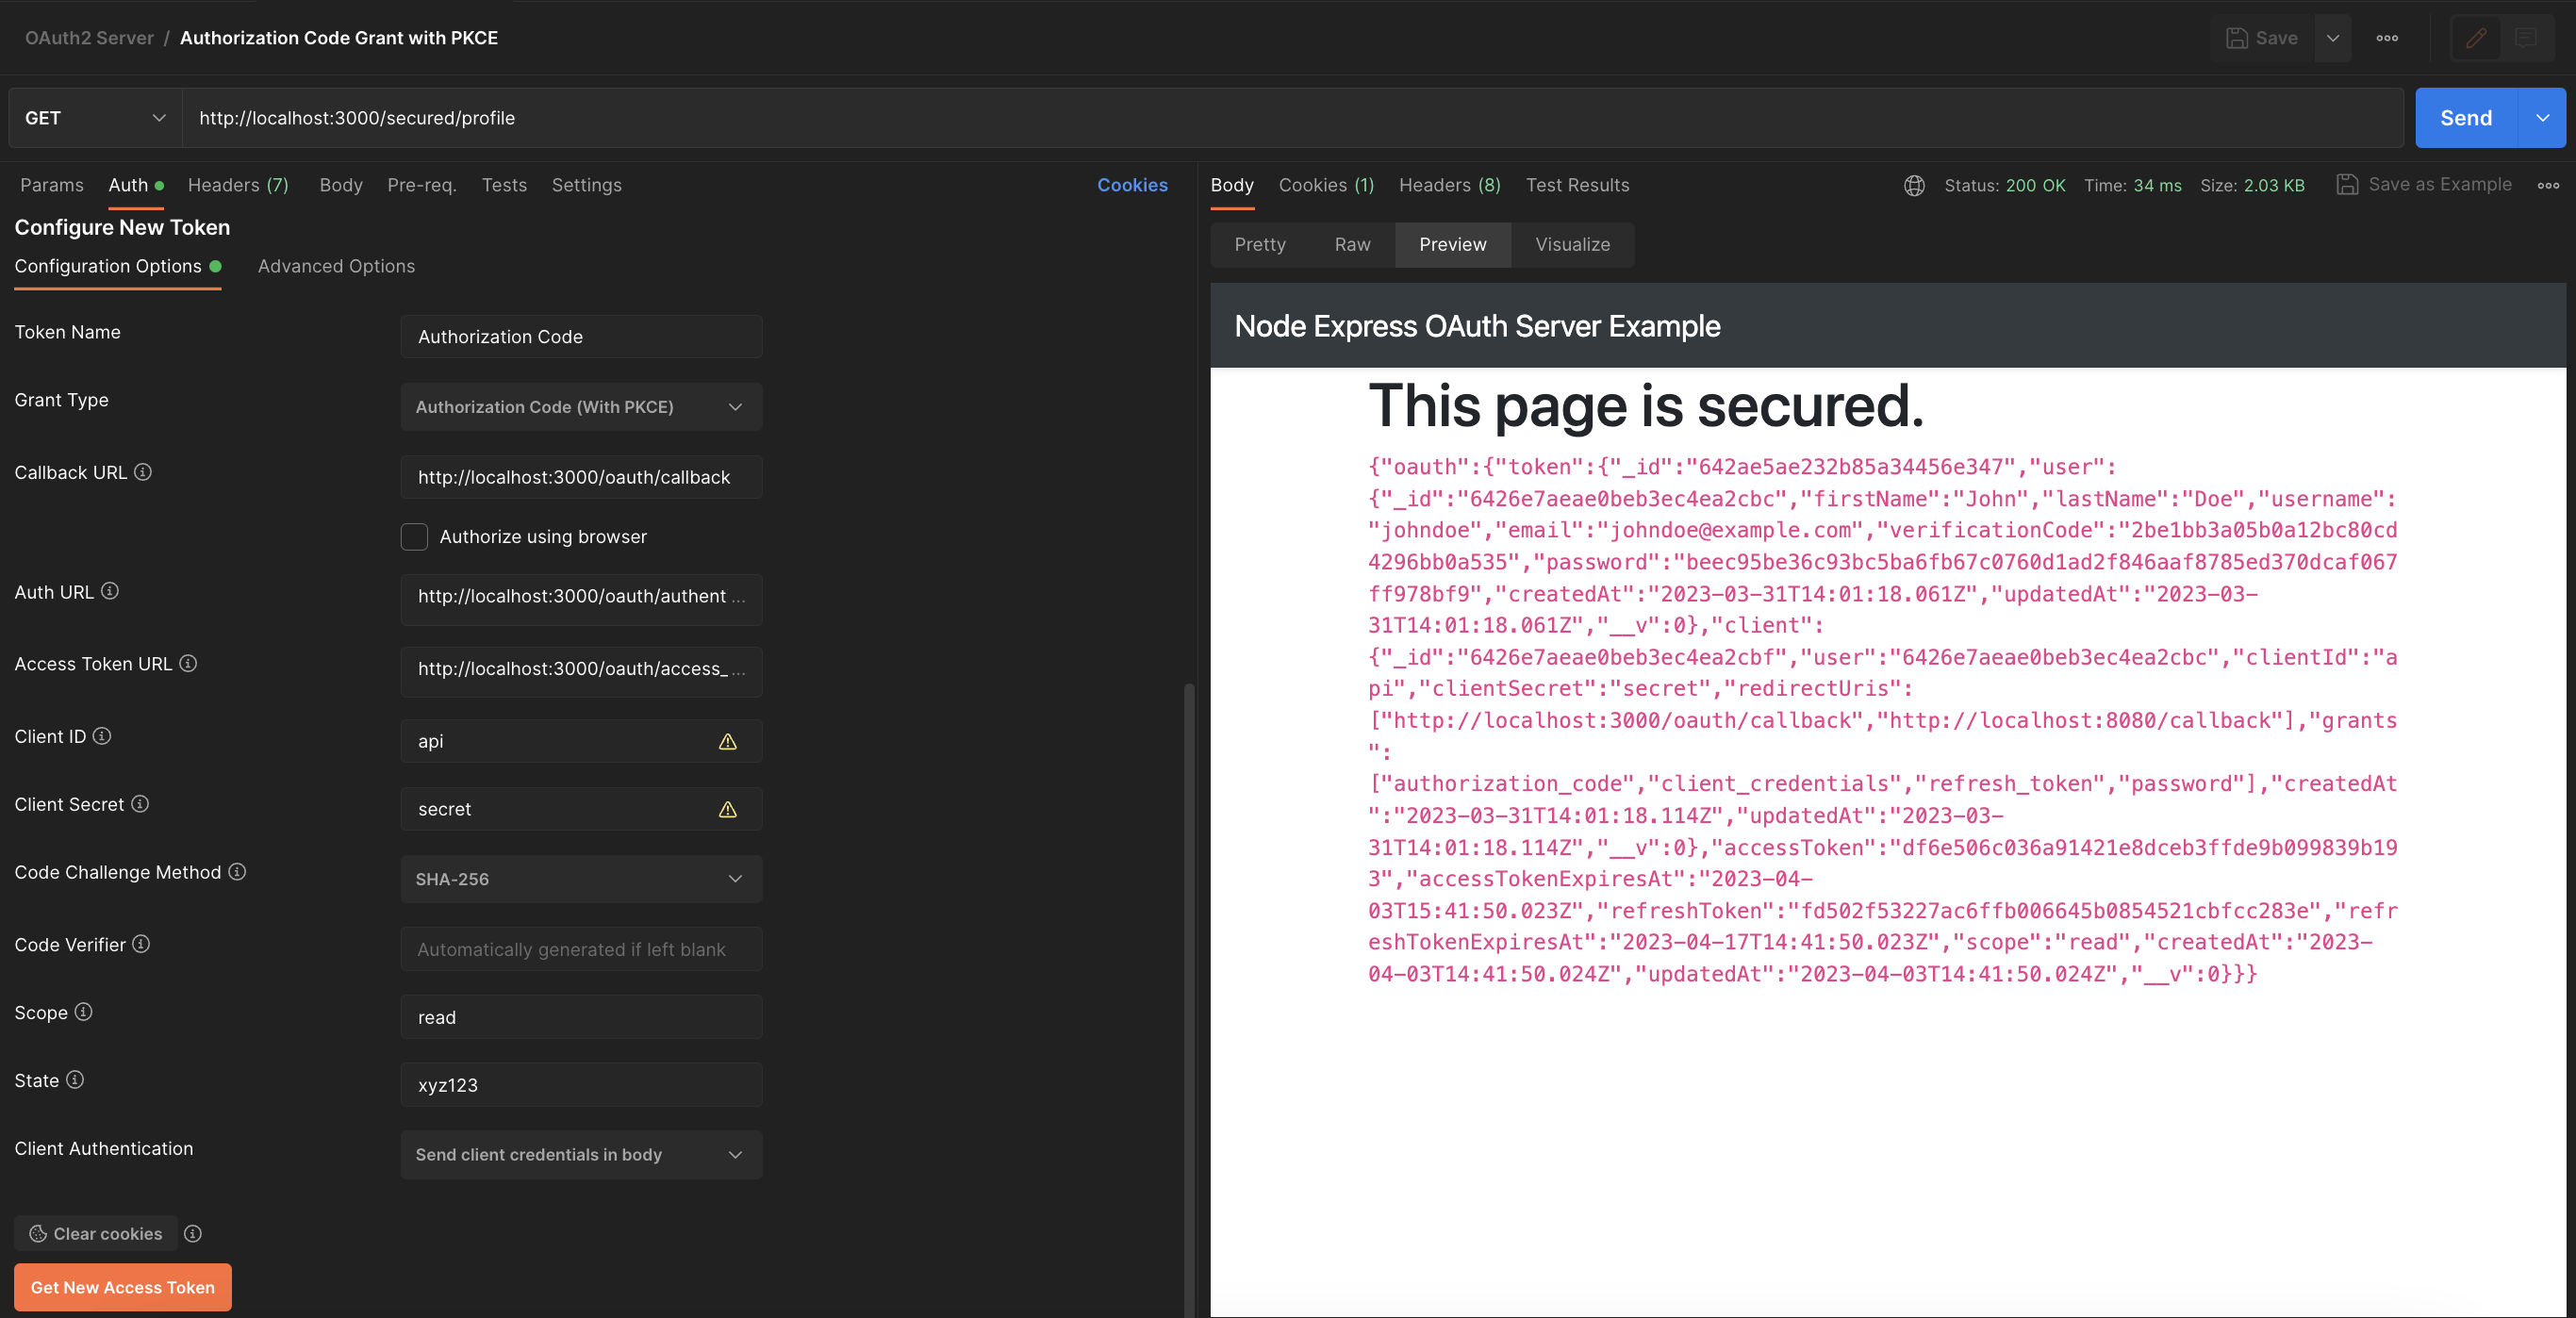 OAuth2 Server / Authorization Code Grant with PKCE
Save
GET
http://localhost:3000/secured/profile
Send
Params Auth Headers (7) Body Pre-req. Tests Settings
Cookies
Configure New Token
Configuration Options Advanced Options
Token Name
Authorization Code
Grant Type
Authorization Code (With PKCE)
Callback URL
http://localhost:3000/oauth/callback
Authorize using browser
Auth URL
http://localhost:3000/oauth/authent ...
Access Token URL
http://localhost:3000/oauth/access_ ...
Client ID
api
Client Secret
secret
Code Challenge Method
SHA-256
Code Verifier
Automatically generated if left blank
Scope
read
State
xyz123
Client Authentication
Send client credentials in body
Clear cookies
Get New Access Token
Body Cookies (1) Headers (8) Test Results
Status: 200 OK Time: 34 ms Size: 2.03 KB
Save as Example
Pretty Raw Preview Visualize
Node Express OAuth Server Example
This page is secured.
{"oauth":{"token":{"_id":"642ae5ae232b85a34456e347","user":
{"_id":"6426e7aeae0beb3ec4ea2cbc","firstName":"John","lastName":"Doe","username":
"johndoe","email":"johndoe@example.com","verificationCode":"2be1bb3a05b0a12bc80cd
4296bb0a535","password":"beec95be36c93bc5ba6fb67c0760d1ad2f846aaf8785ed370dcaf067
ff978bf9","createdAt":"2023-03-31T14:01:18.061Z","updatedAt":"2023-03-
31T14:01:18.061Z","__v":0},"client":
{"_id":"6426e7aeae0beb3ec4ea2cbf","user":"6426e7aeae0beb3ec4ea2cbc","clientId":"a
pi","clientSecret":"secret","redirectUris":
["http://localhost:3000/oauth/callback","http://localhost:8080/callback"],"grants
":
["authorization_code","client_credentials","refresh_token","password"],"createdAt
":"2023-03-31T14:01:18.114Z","updatedAt":"2023-03-
31T14:01:18.114Z","__v":0},"accessToken":"df6e506c036a91421e8dceb3ffde9b099839b19
3","accessTokenExpiresAt":"2023-04-
03T15:41:50.023Z","refreshToken":"fd502f53227ac6ffb006645b0854521cbfcc283e","refr
eshTokenExpiresAt":"2023-04-17T14:41:50.023Z","scope":"read","createdAt":"2023-
04-03T14:41:50.024Z","updatedAt":"2023-04-03T14:41:50.024Z","__v":0}}}